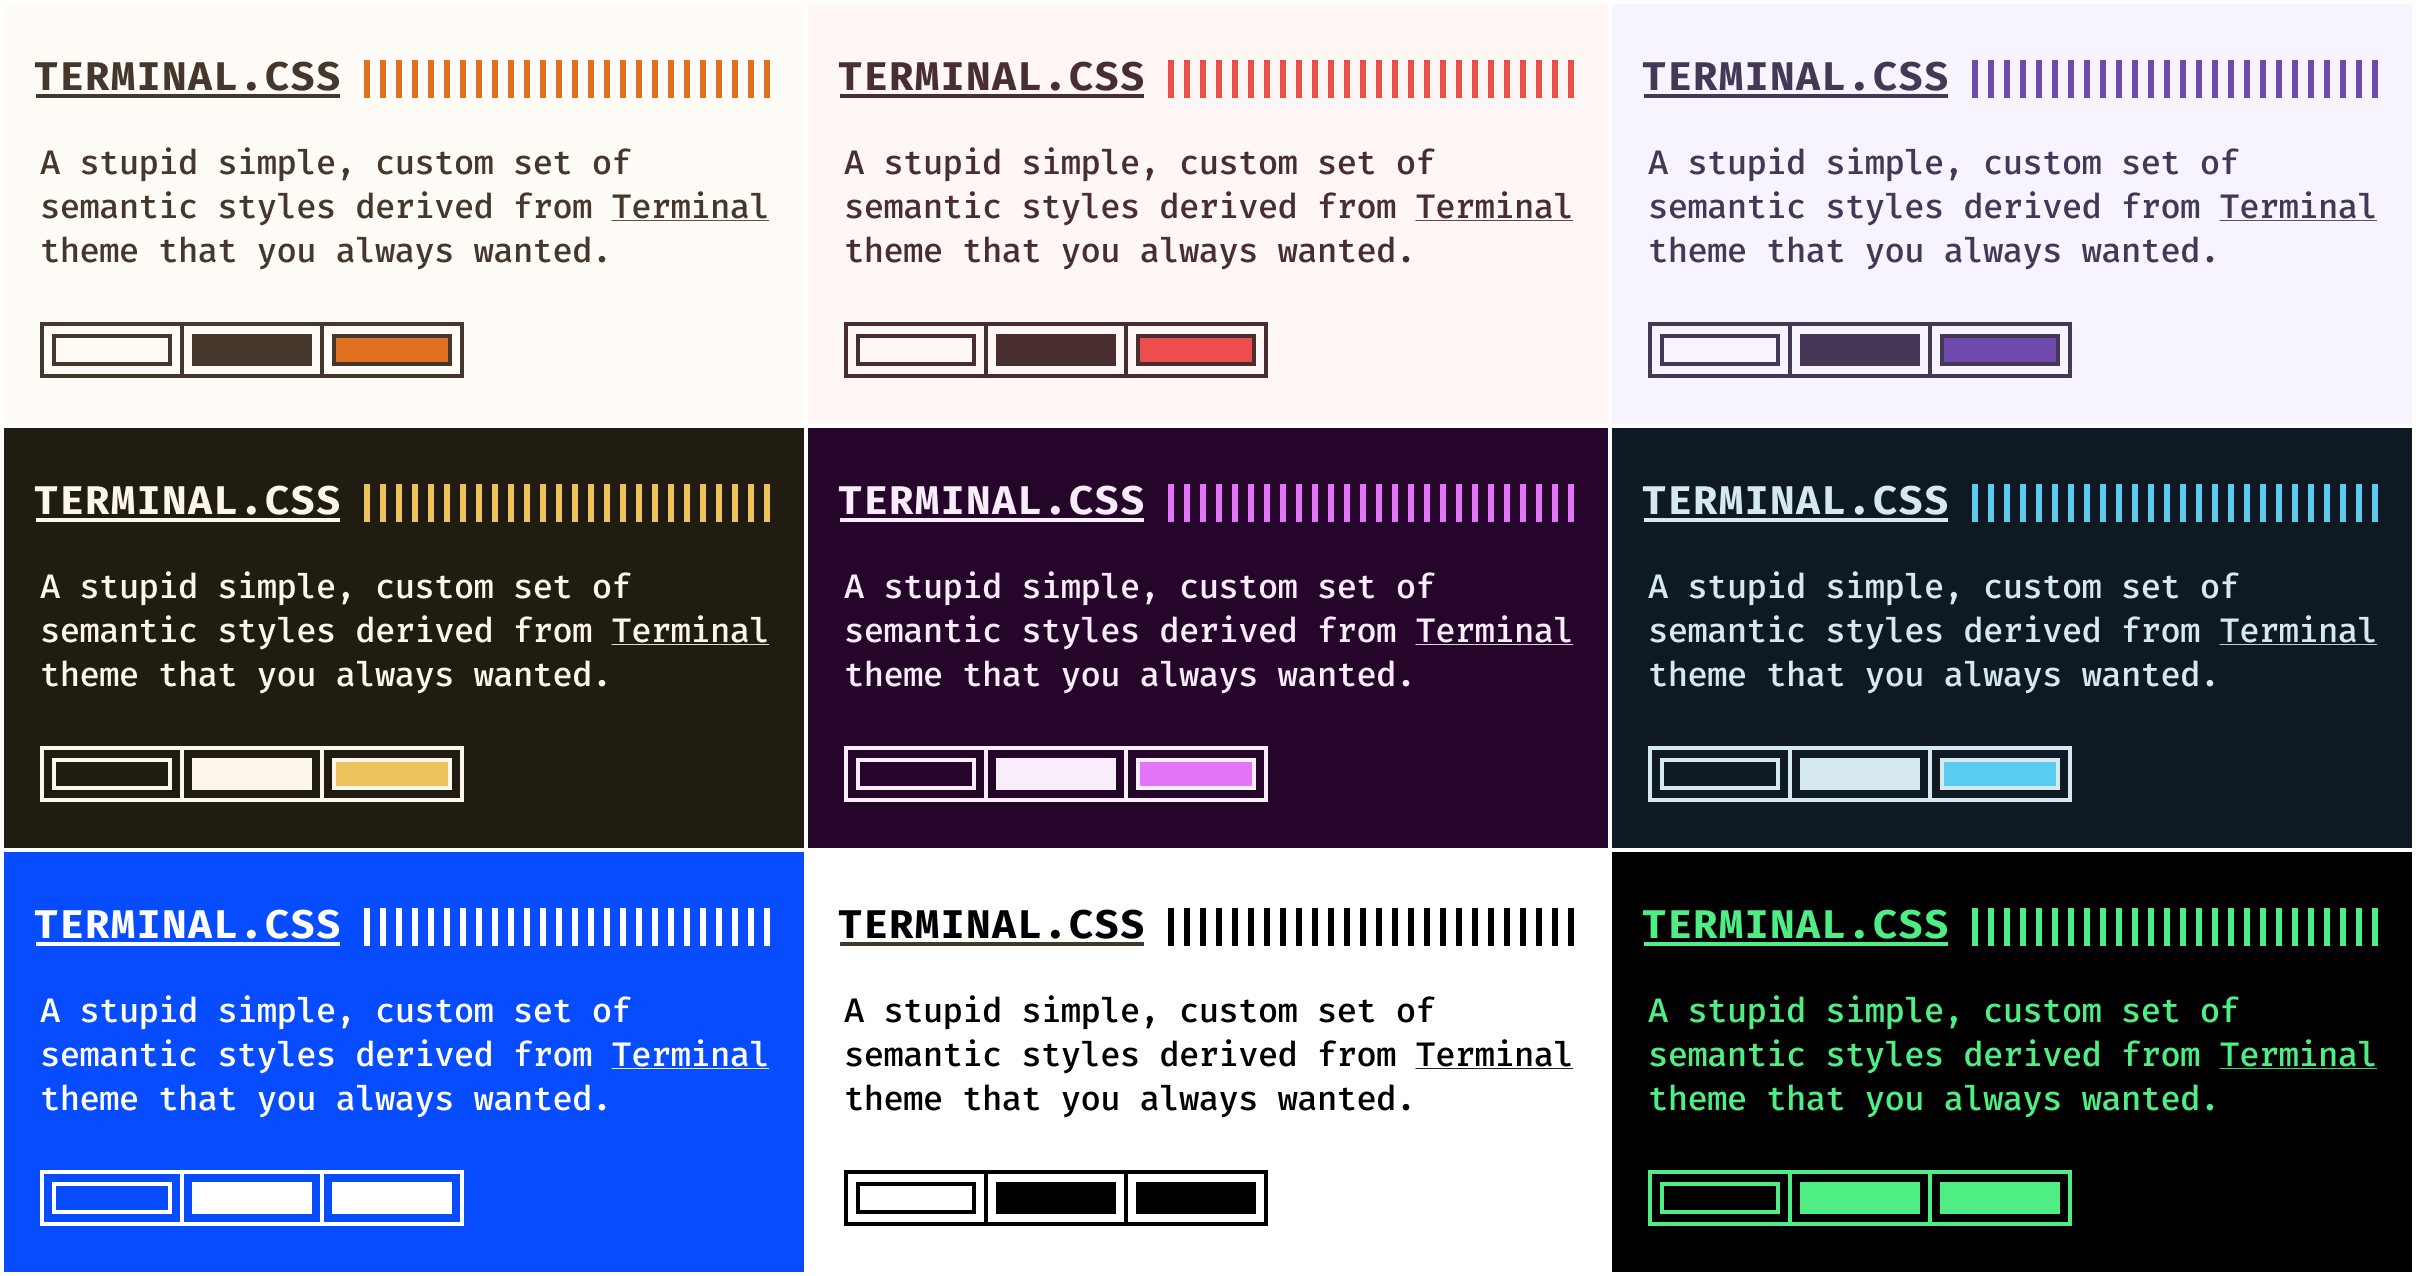 TERMINAL.CSS
A stupid simple, custom set of
semantic styles derived from Terminal
theme that you always wanted.
TERMINAL.CSS
A stupid simple, custom set of
semantic styles derived from Terminal
theme that you always wanted.
TERMINAL.CSS
A stupid simple, custom set of
semantic styles derived from Terminal
theme that you always wanted.
TERMINAL.CSS
A stupid simple, custom set of
semantic styles derived from Terminal
theme that you always wanted.
TERMINAL.CSS
A stupid simple, custom set of
semantic styles derived from Terminal
theme that you always wanted.
TERMINAL.CSS
A stupid simple, custom set of
semantic styles derived from Terminal
theme that you always wanted.
TERMINAL.CSS
A stupid simple, custom set of
semantic styles derived from Terminal
theme that you always wanted.
TERMINAL.CSS
A stupid simple, custom set of
semantic styles derived from Terminal
theme that you always wanted.
TERMINAL.CSS
A stupid simple, custom set of
semantic styles derived from Terminal
theme that you always wanted.